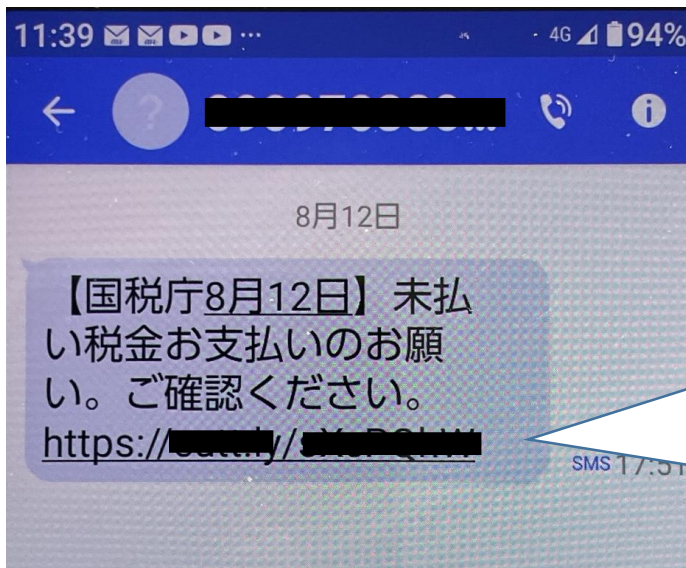 11:39 … 4G 94%
8月12日
【国税庁8月12日】未払
い税金お支払いのお願
い。ご確認ください。
https://
SMS 17:51